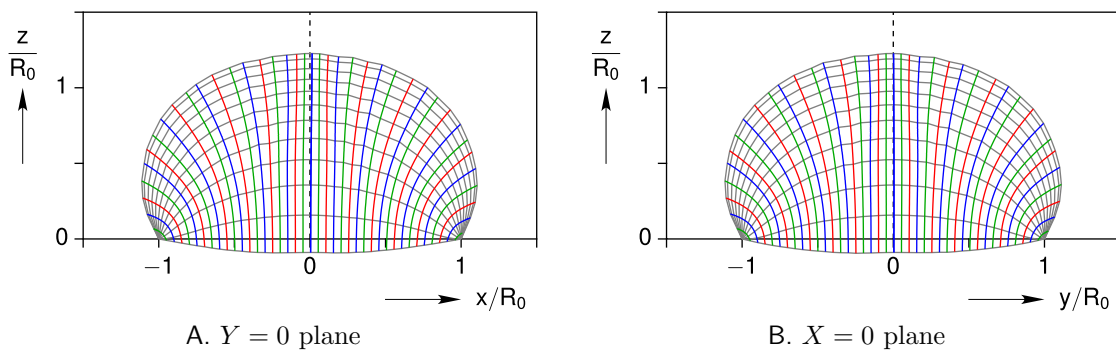 z
R₀
1
0
−1
0
1
x/R₀
A. Y = 0 plane
z
R₀
1
0
−1
0
1
y/R₀
B. X = 0 plane